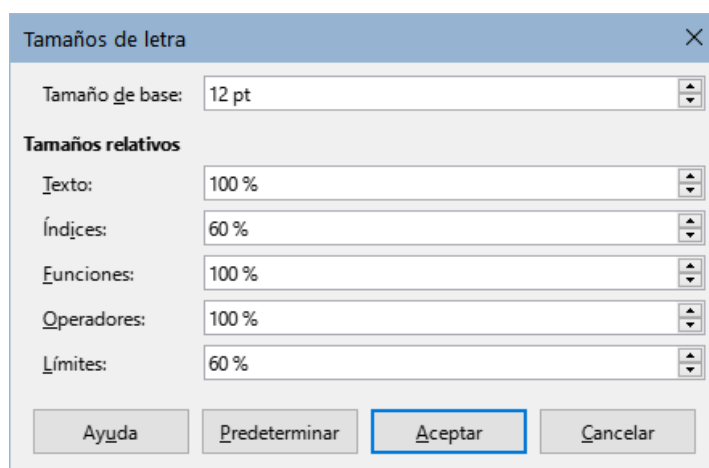 Tamaños de letra
Tamaño de base: 12 pt
Tamaños relativos
Texto: 100 %
Índices: 60 %
Funciones: 100 %
Operadores: 100 %
Límites: 60 %
Ayuda Predeterminar Aceptar Cancelar